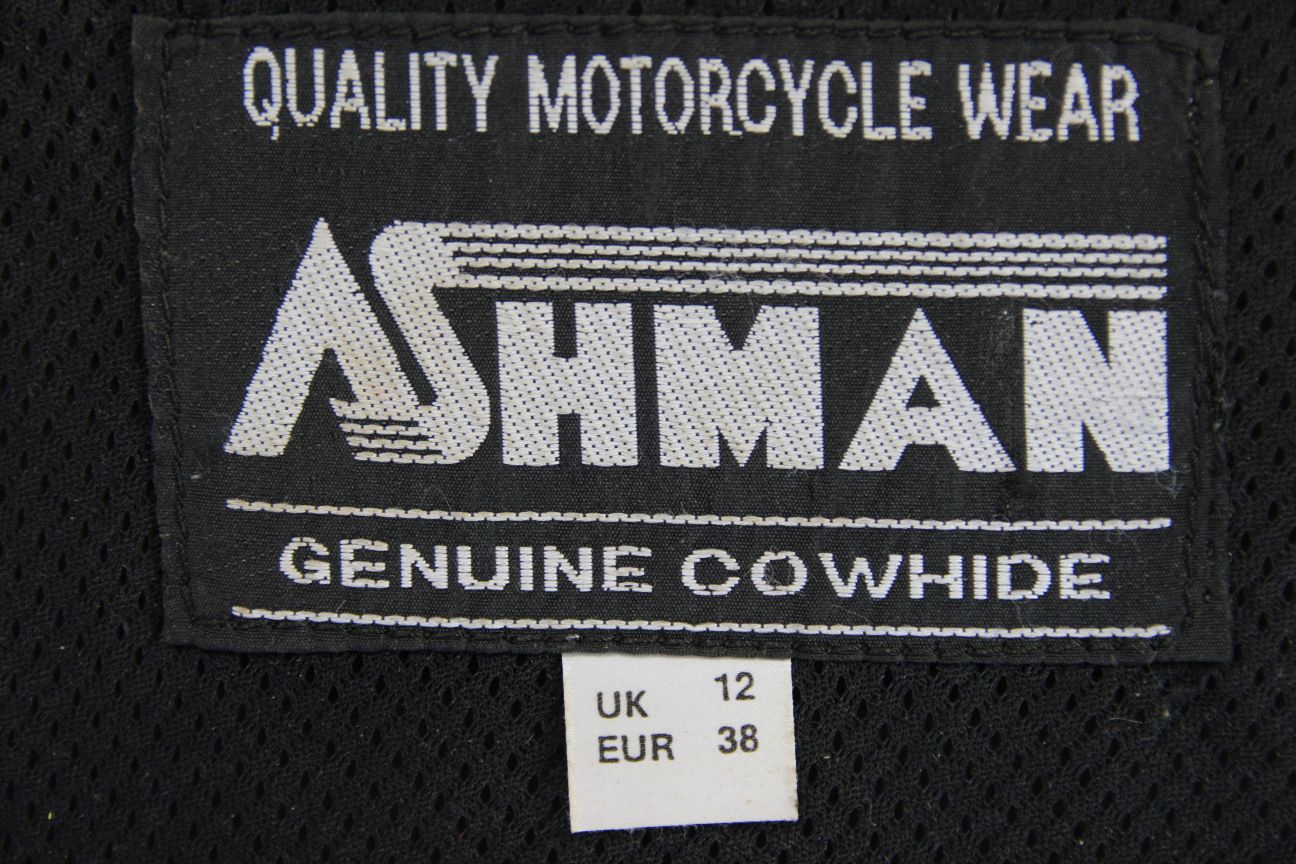 QUALITY MOTORCYCLE WEAR
ASHMAN
GENUINE COWHIDE
UK 12
EUR 38